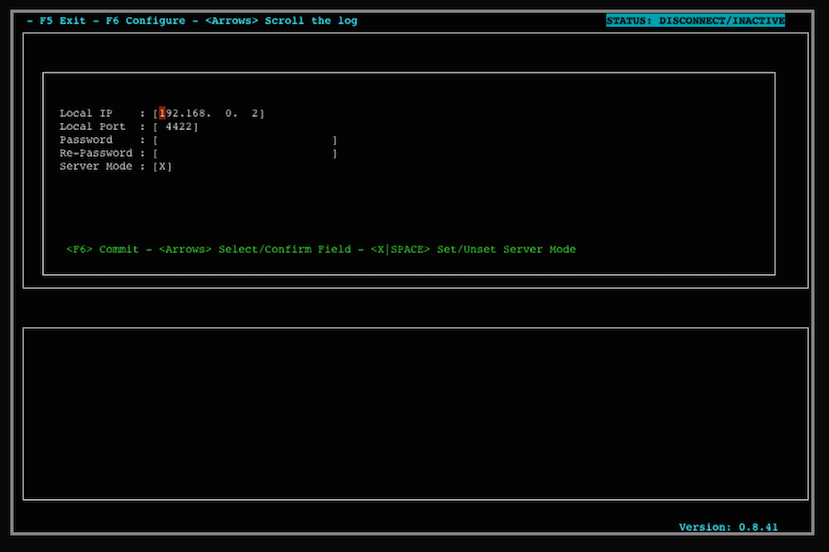 - F5 Exit - F6 Configure - <Arrows> Scroll the log STATUS: DISCONNECT/INACTIVE
Local IP    : [192.168.  0.  2]
Local Port  : [ 4422]
Password    : [                          ]
Re-Password : [                          ]
Server Mode : [X]
<F6> Commit - <Arrows> Select/Confirm Field - <X|SPACE> Set/Unset Server Mode
Version: 0.8.41